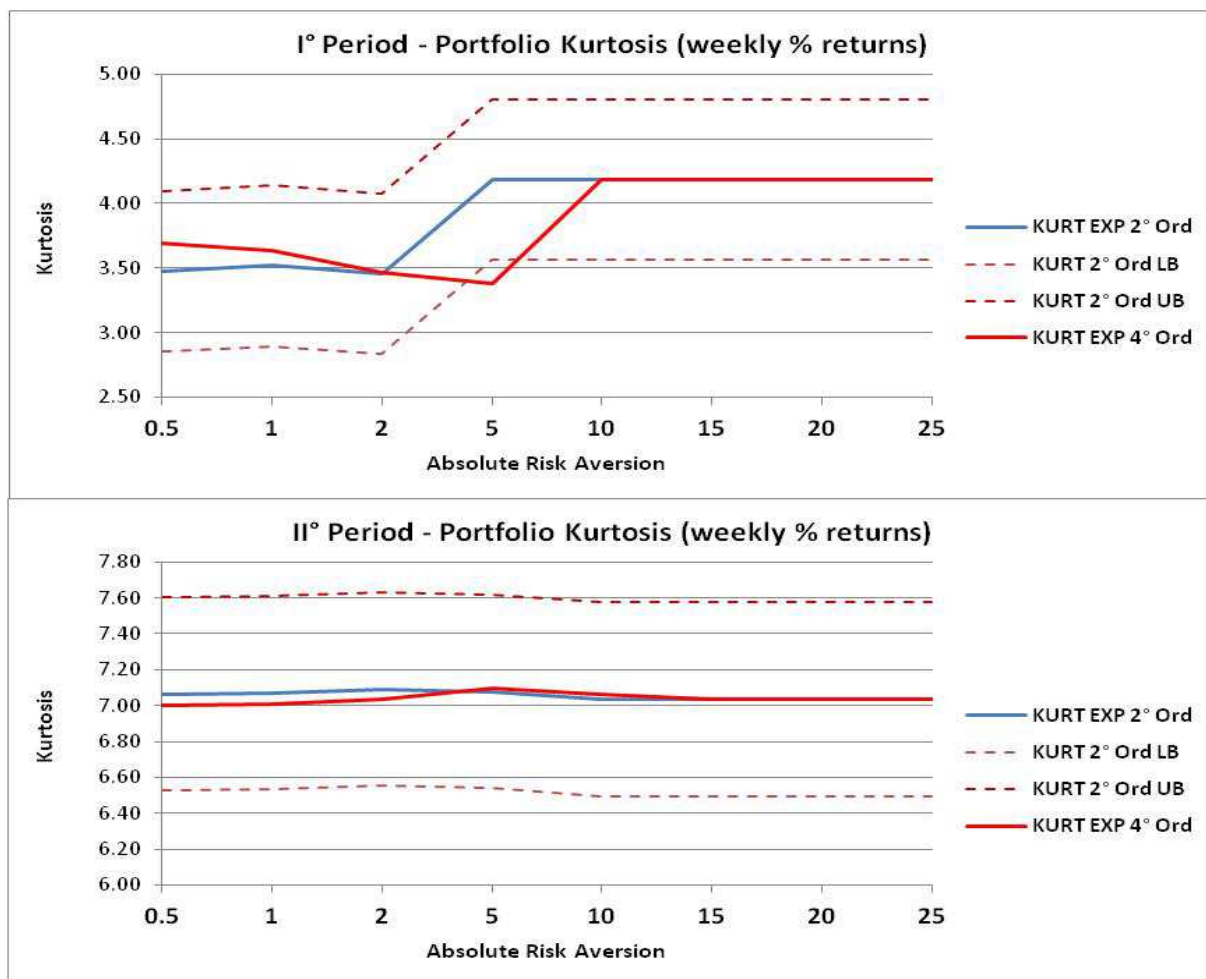 I° Period - Portfolio Kurtosis (weekly % returns)
5.00
4.50
4.00
3.50
3.00
2.50
Kurtosis
0.5 1 2 5 10 15 20 25
Absolute Risk Aversion
KURT EXP 2° Ord
KURT 2° Ord LB
KURT 2° Ord UB
KURT EXP 4° Ord
II° Period - Portfolio Kurtosis (weekly % returns)
7.80
7.60
7.40
7.20
7.00
6.80
6.60
6.40
6.20
6.00
Kurtosis
0.5 1 2 5 10 15 20 25
Absolute Risk Aversion
KURT EXP 2° Ord
KURT 2° Ord LB
KURT 2° Ord UB
KURT EXP 4° Ord